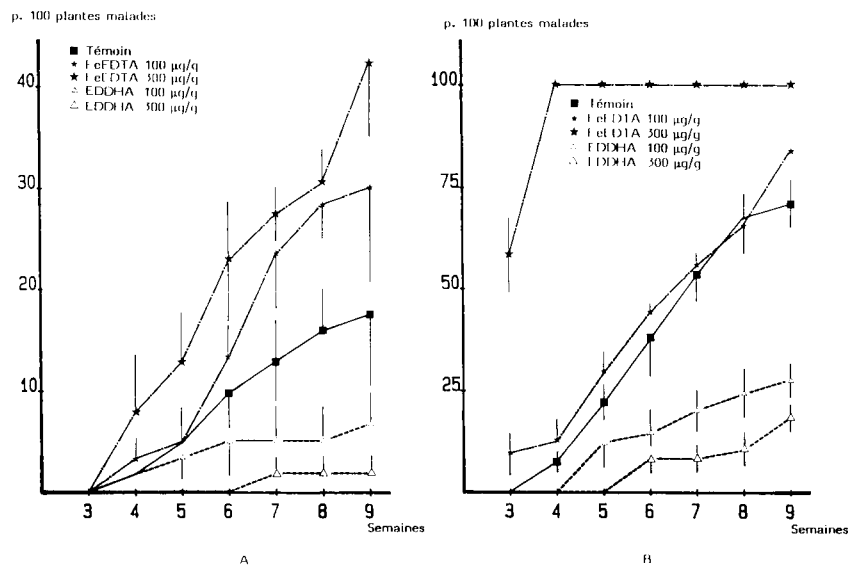 p. 100 plantes malades
40
30
20
10
Témoin
FeEDTA 100 µg/g
FeEDTA 300 µg/g
EDDHA 100 µg/g
EDDHA 300 µg/g
3 4 5 6 7 8 9
Semaines
A
p. 100 plantes malades
100
75
50
25
Témoin
FeEDTA 100 µg/g
FeEDTA 300 µg/g
EDDHA 100 µg/g
EDDHA 300 µg/g
3 4 5 6 7 8 9
Semaines
B